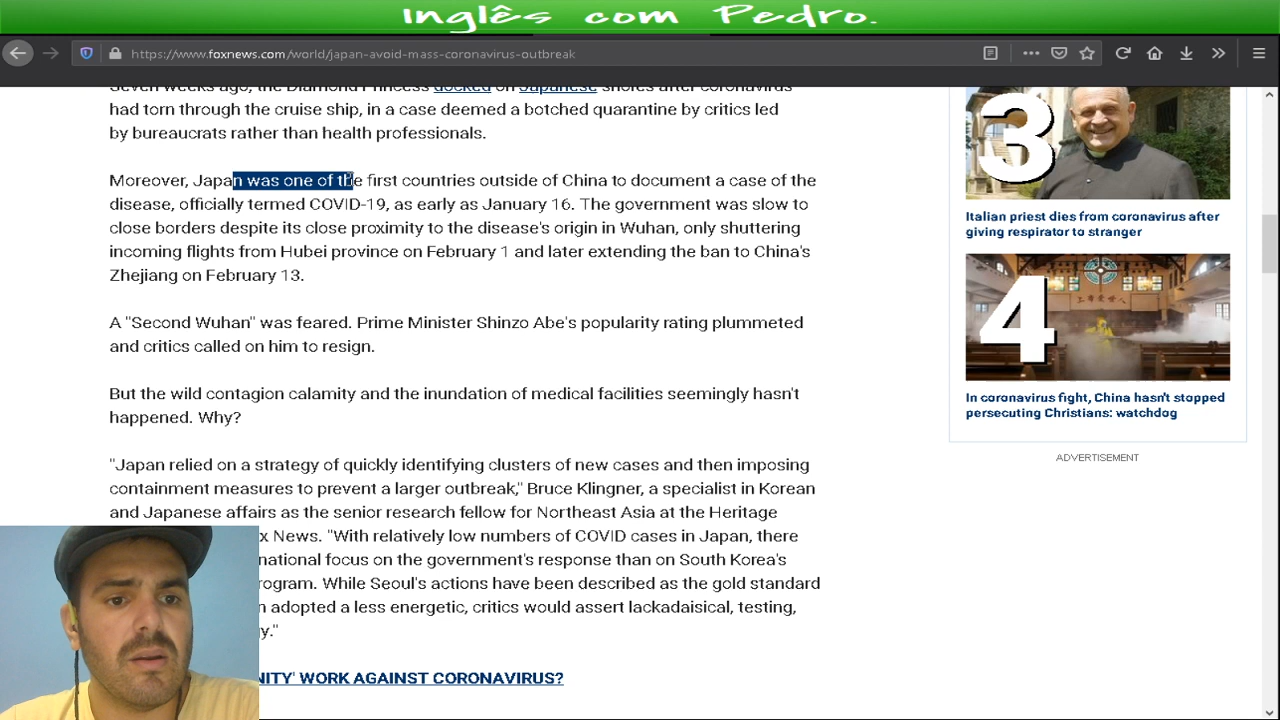 Inglês com Pedro.
https://www.foxnews.com/world/japan-avoid-mass-coronavirus-outbreak
Seven weeks ago, the Diamond Princess docked on Japanese shores after coronavirus
had torn through the cruise ship, in a case deemed a botched quarantine by critics led
by bureaucrats rather than health professionals.
Moreover, Japan was one of the first countries outside of China to document a case of the
disease, officially termed COVID-19, as early as January 16. The government was slow to
close borders despite its close proximity to the disease's origin in Wuhan, only shuttering
incoming flights from Hubei province on February 1 and later extending the ban to China's
Zhejiang on February 13.
A "Second Wuhan" was feared. Prime Minister Shinzo Abe's popularity rating plummeted
and critics called on him to resign.
But the wild contagion calamity and the inundation of medical facilities seemingly hasn't
happened. Why?
"Japan relied on a strategy of quickly identifying clusters of new cases and then imposing
containment measures to prevent a larger outbreak," Bruce Klingner, a specialist in Korean
and Japanese affairs as the senior research fellow for Northeast Asia at the Heritage
x News. "With relatively low numbers of COVID cases in Japan, there
national focus on the government's response than on South Korea's
rogram. While Seoul's actions have been described as the gold standard
n adopted a less energetic, critics would assert lackadaisical, testing,
y."
NITY' WORK AGAINST CORONAVIRUS?
3
Italian priest dies from coronavirus after
giving respirator to stranger
4
In coronavirus fight, China hasn't stopped
persecuting Christians: watchdog
ADVERTISEMENT